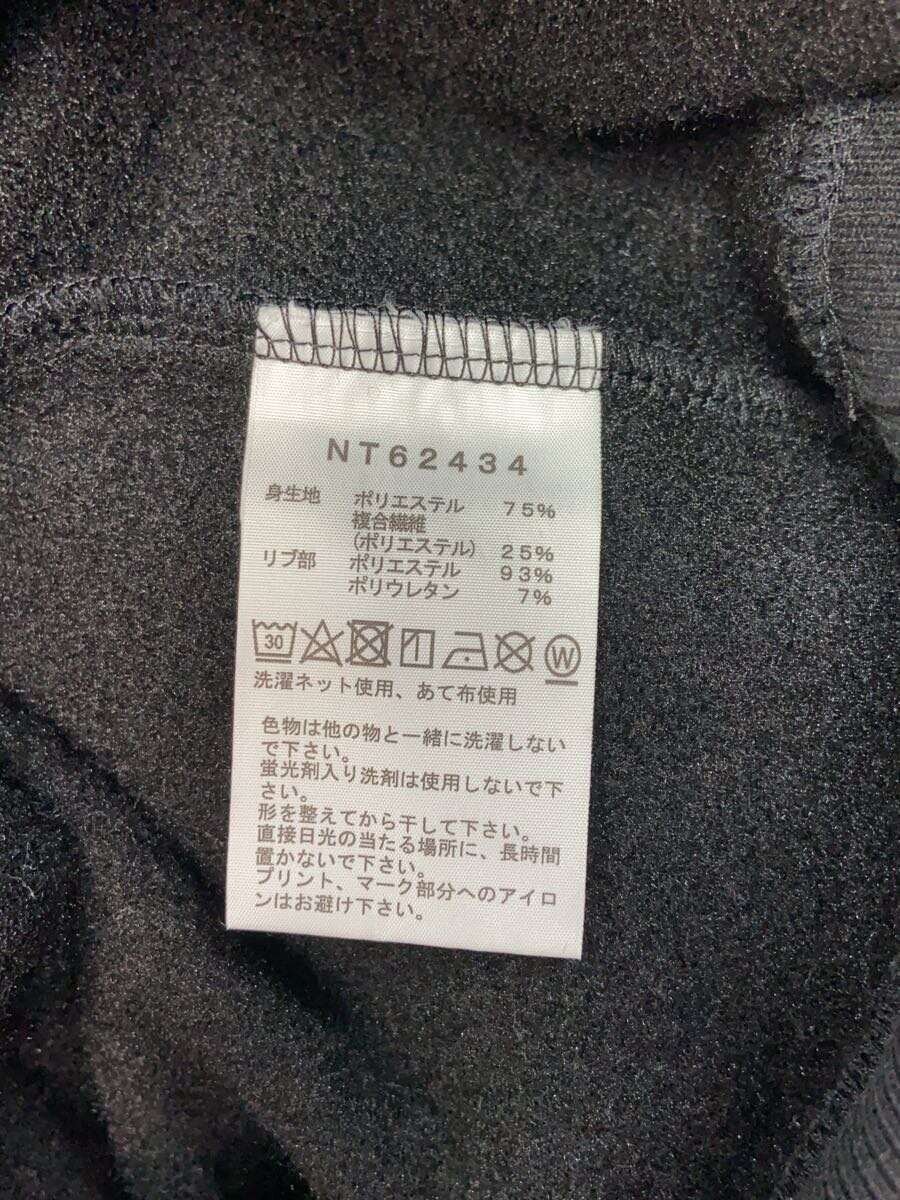 NT62434
身生地 ポリエステル 75%
複合繊維
(ポリエステル) 25%
リブ部 ポリエステル 93%
ポリウレタン 7%
30 W
洗濯ネット使用、あて布使用
色物は他の物と一緒に洗濯しない
で下さい。
蛍光剤入り洗剤は使用しないで下
さい。
形を整えてから干して下さい。
直接日光の当たる場所に、長時間
置かないで下さい。
プリント、マーク部分へのアイロ
ンはお避け下さい。